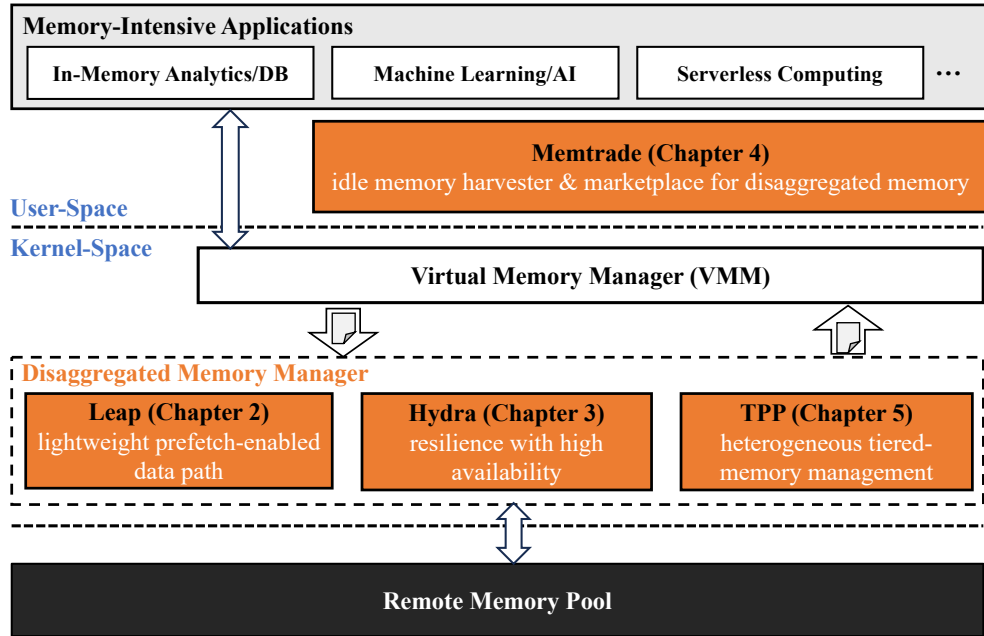 Memory-Intensive Applications
In-Memory Analytics/DB
Machine Learning/AI
Serverless Computing
...
Memtrade (Chapter 4)
idle memory harvester & marketplace for disaggregated memory
User-Space
Kernel-Space
Virtual Memory Manager (VMM)
Disaggregated Memory Manager
Leap (Chapter 2)
lightweight prefetch-enabled
data path
Hydra (Chapter 3)
resilience with high
availability
TPP (Chapter 5)
heterogeneous tiered-
memory management
Remote Memory Pool